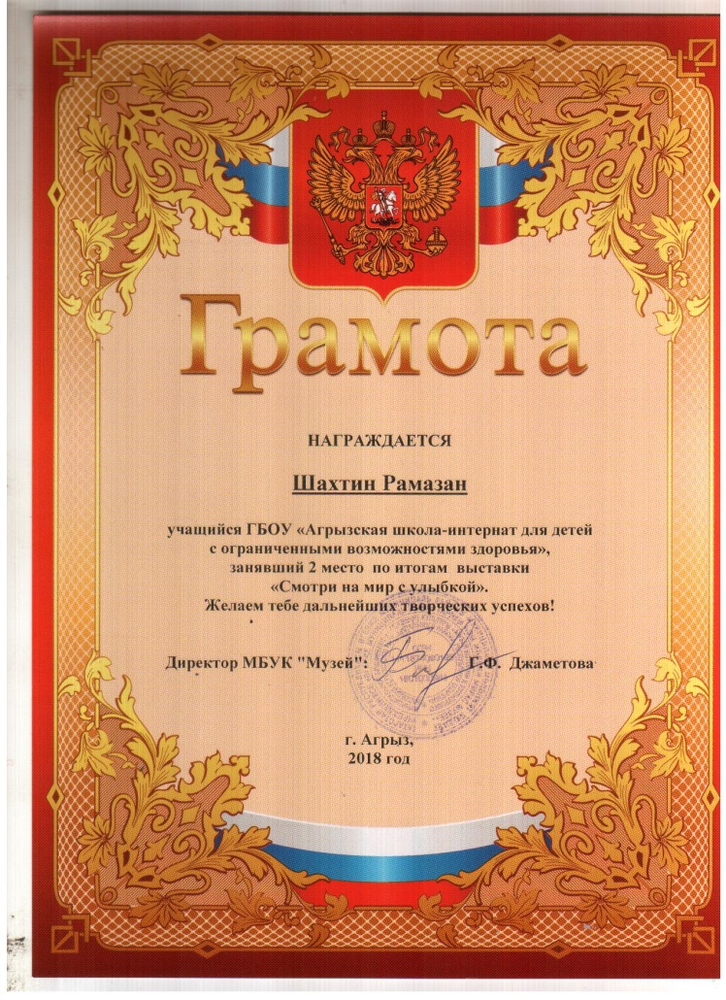 Грамота
НАГРАЖДАЕТСЯ
Шахтин Рамазан
учащийся ГБОУ «Агрызская школа-интернат для детей
с ограниченными возможностями здоровья»,
занявший 2 место по итогам выставки
«Смотри на мир с улыбкой».
Желаем тебе дальнейших творческих успехов!
Директор МБУК "Музей": Г.Ф. Джаметова
г. Агрыз,
2018 год